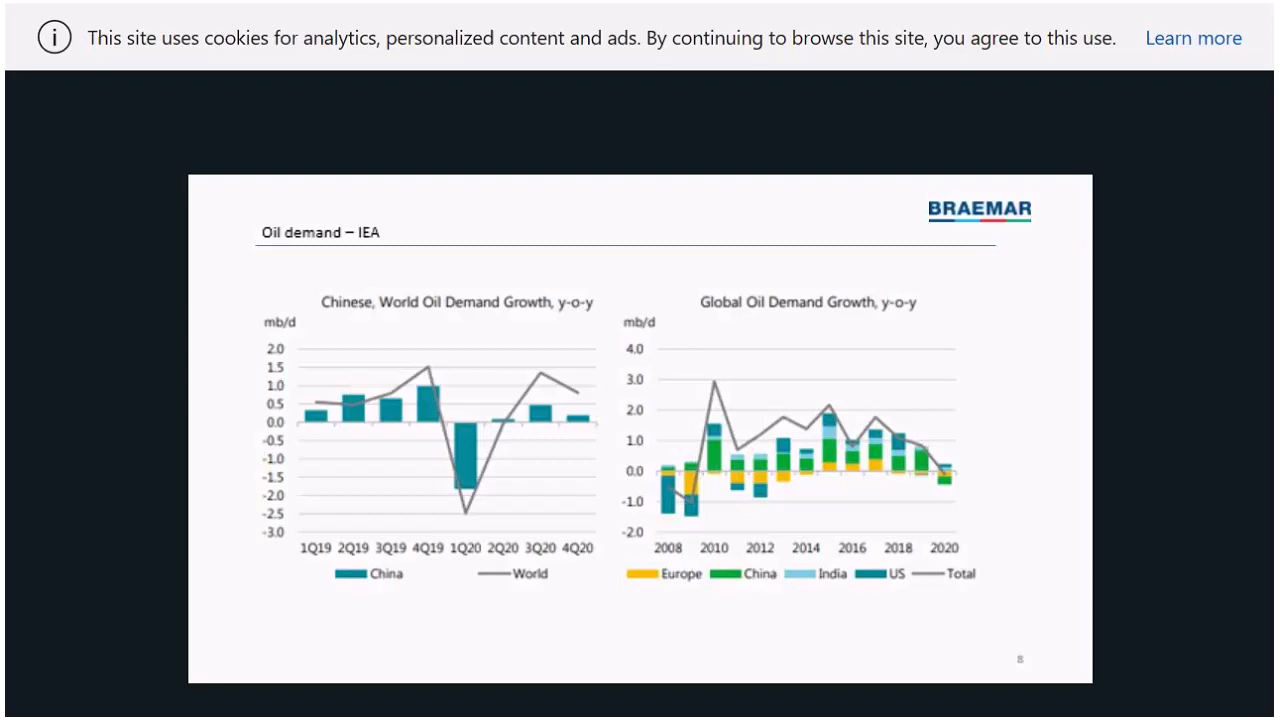 This site uses cookies for analytics, personalized content and ads. By continuing to browse this site, you agree to this use. Learn more
BRAEMAR
Oil demand – IEA
Chinese, World Oil Demand Growth, y-o-y
mb/d
2.0
1.5
1.0
0.5
0.0
-0.5
-1.0
-1.5
-2.0
-2.5
-3.0
1Q19 2Q19 3Q19 4Q19 1Q20 2Q20 3Q20 4Q20
China World
Global Oil Demand Growth, y-o-y
mb/d
4.0
3.0
2.0
1.0
0.0
-1.0
-2.0
2008 2010 2012 2014 2016 2018 2020
Europe China India US Total
8